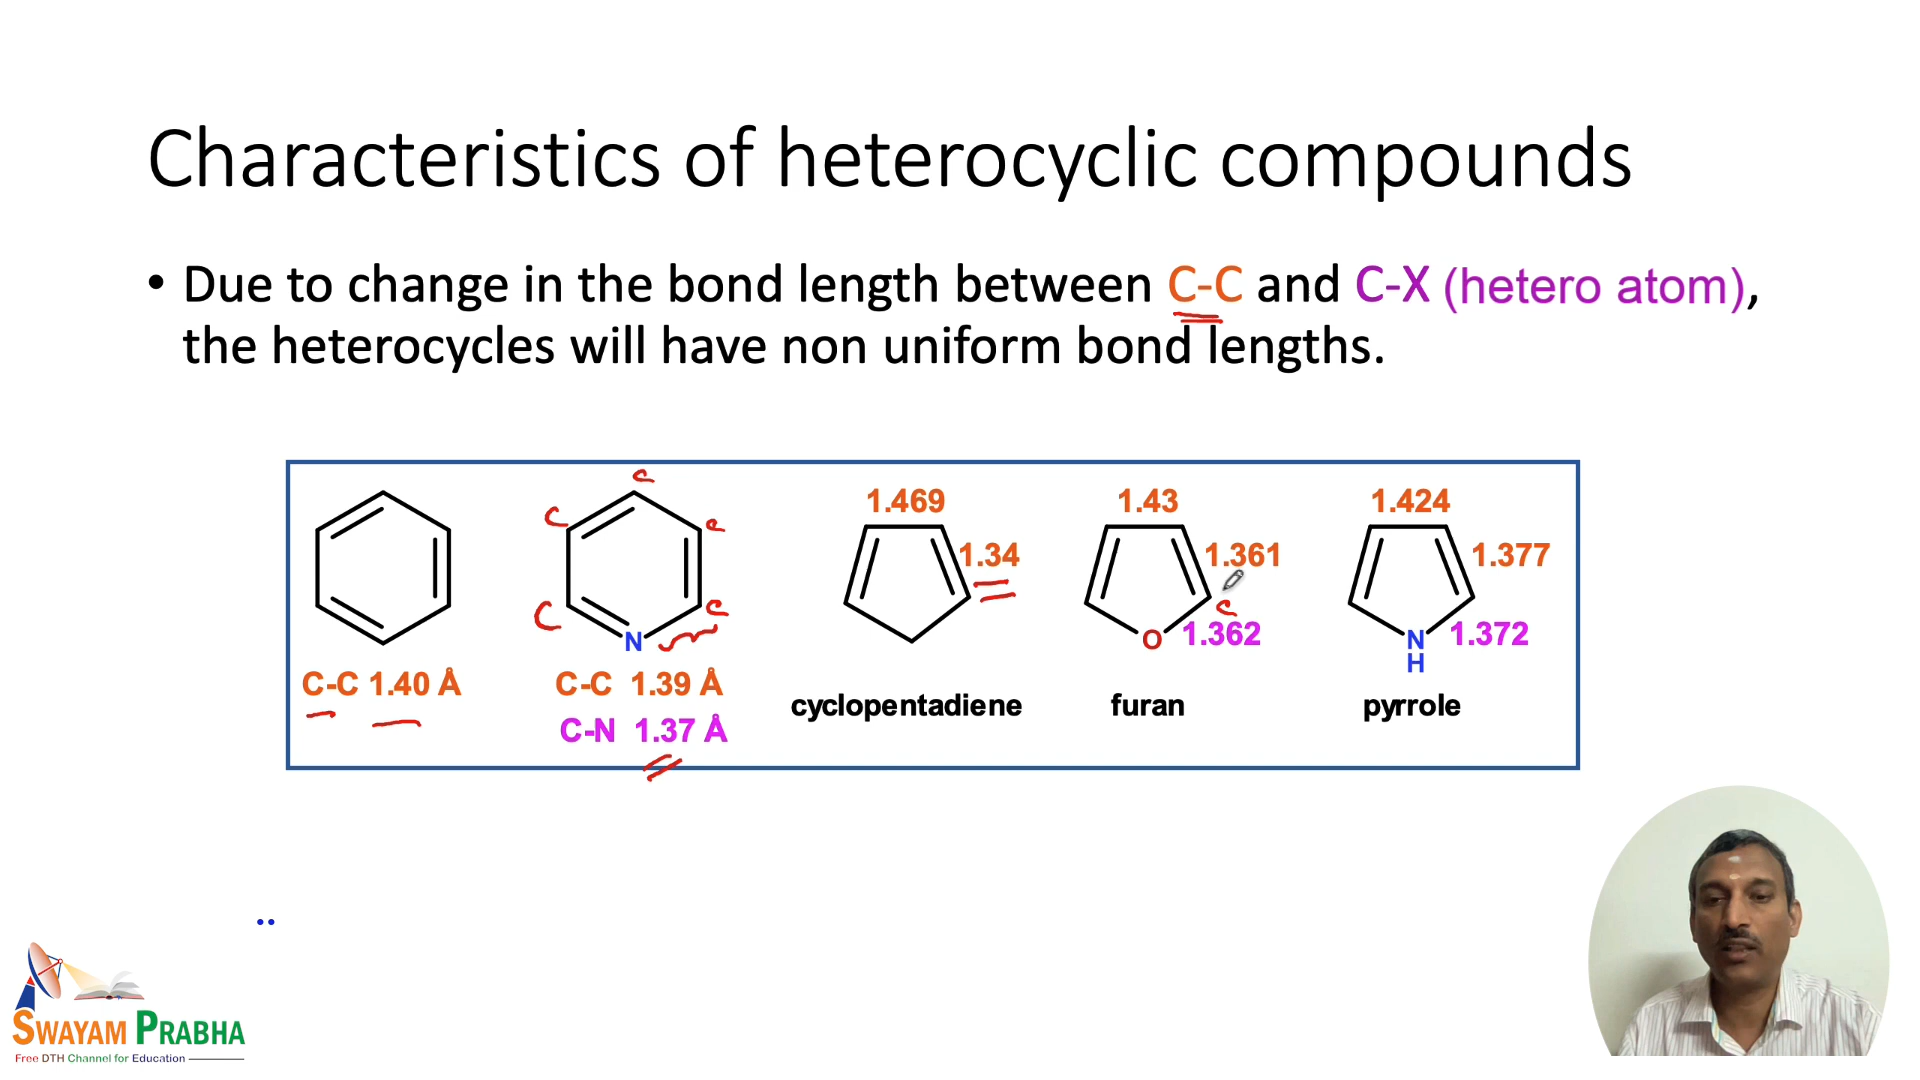 Characteristics of heterocyclic compounds
• Due to change in the bond length between C-C and C-X (hetero atom),
the heterocycles will have non uniform bond lengths.
c
C
c
C
c
N
C-C 1.40 Å
C-C 1.39 Å
C-N 1.37 Å
1.469
1.34
cyclopentadiene
1.43
1.361
c
O
1.362
furan
1.424
1.377
N
H
1.372
pyrrole
SWAYAM PRABHA
Free DTH Channel for Education